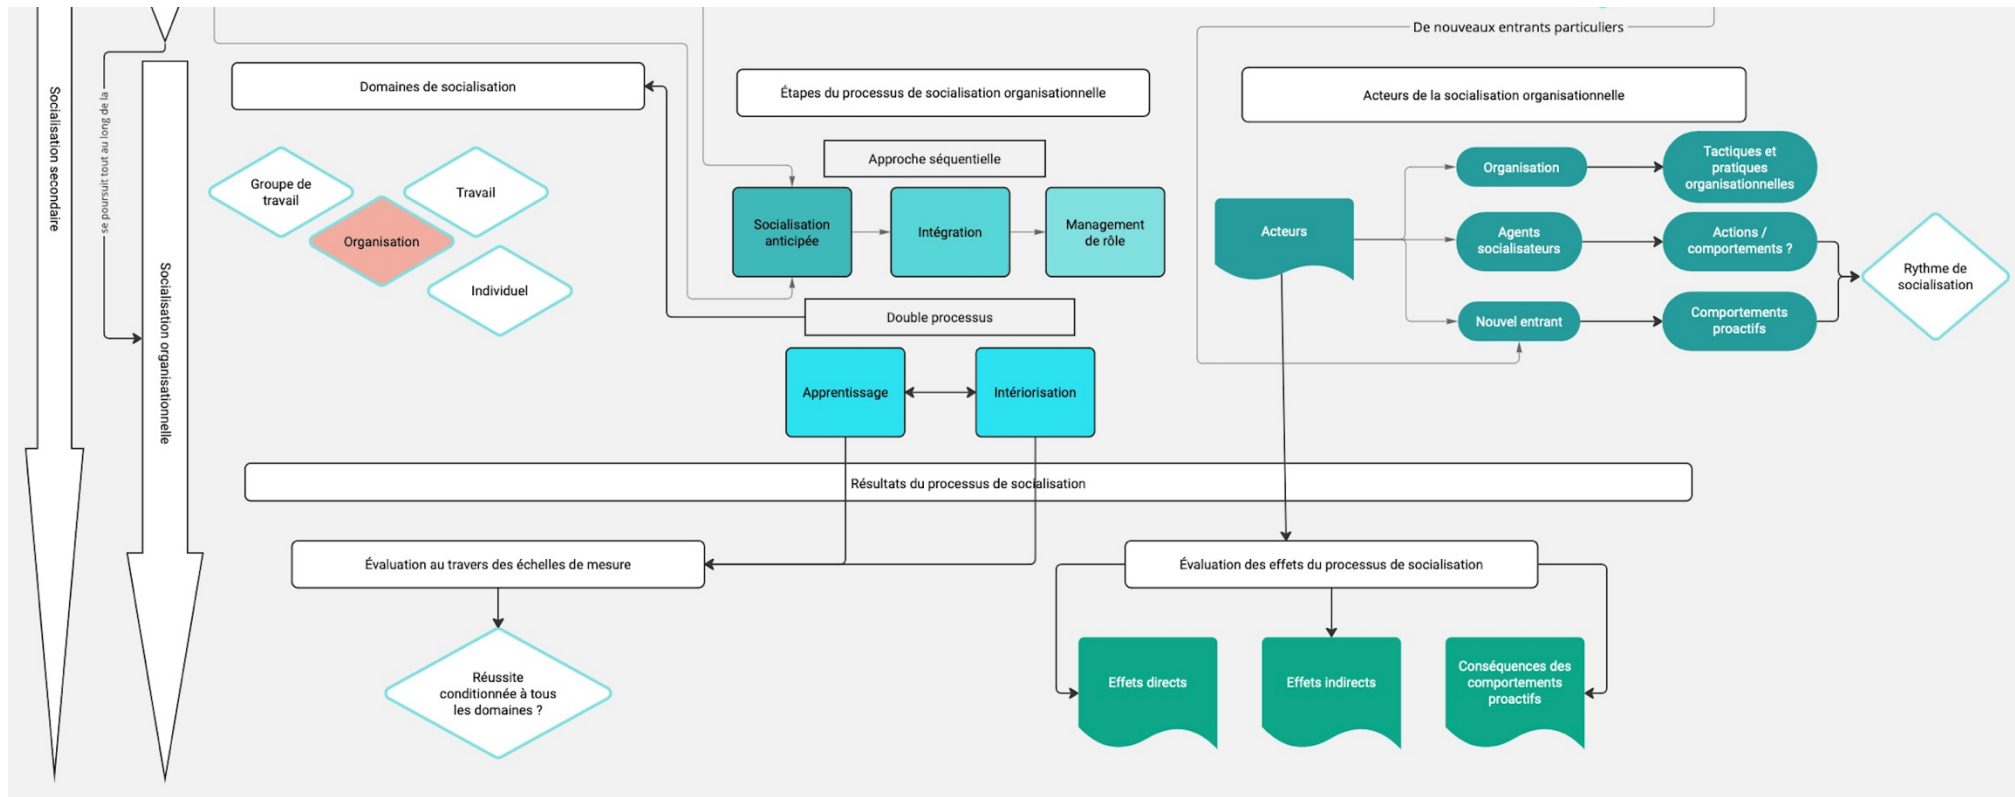 De nouveaux entrants particuliers
Socialisation secondaire
se poursuit tout au long de la
Socialisation organisationnelle
Domaines de socialisation
Étapes du processus de socialisation organisationnelle
Acteurs de la socialisation organisationnelle
Groupe de
travail
Travail
Organisation
Individuel
Approche séquentielle
Socialisation
anticipée
Intégration
Management
de rôle
Double processus
Apprentissage
Intériorisation
Acteurs
Organisation
Tactiques et
pratiques
organisationnelles
Agents
socialisateurs
Actions /
comportements ?
Nouvel entrant
Comportements
proactifs
Rythme de
socialisation
Résultats du processus de socialisation
Évaluation au travers des échelles de mesure
Réussite
conditionnée à tous
les domaines ?
Évaluation des effets du processus de socialisation
Effets directs
Effets indirects
Conséquences des
comportements
proactifs